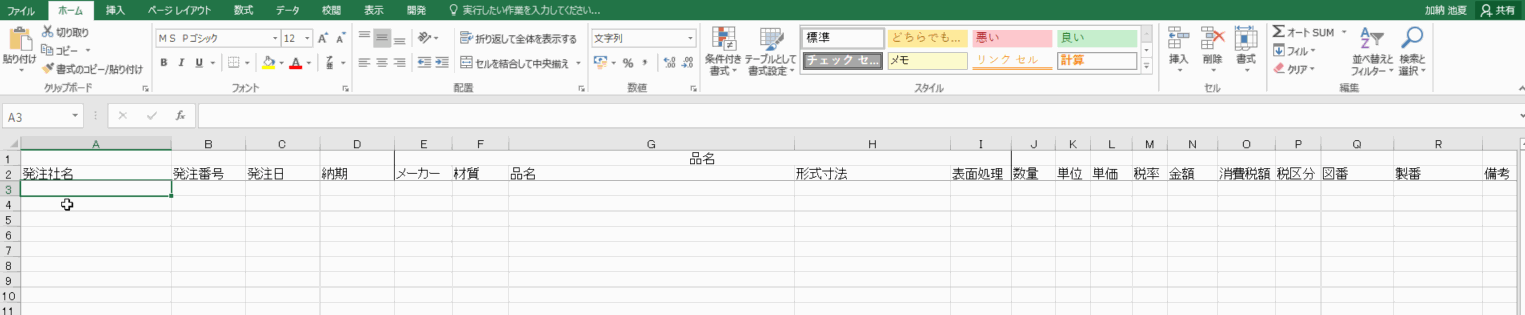 ファイル ホーム 挿入 ページ レイアウト 数式 データ 校閲 表示 開発 実行したい作業を入力してください... 加納 池夏 共有
貼り付け 切り取り コピー 書式のコピー/貼り付け
ＭＳ Ｐゴシック 12
B I U A
折り返して全体を表示する
セルを結合して中央揃え
文字列
% ,
条件付き書式 テーブルとして書式設定
標準 どちらでも... 悪い 良い
チェック セ... メモ リンク セル 計算
挿入 削除 書式
Σ オート SUM
フィル
クリア
並べ替えとフィルター 検索と選択
クリップボード フォント 配置 数値 スタイル セル 編集
A3 fx
A B C D E F G H I J K L M N O P Q R
1 品名
2 発注社名 発注番号 発注日 納期 メーカー 材質 品名 形式寸法 表面処理 数量 単位 単価 税率 金額 消費税額 税区分 図番 製番 備考
3
4
5
6
7
8
9
10
11